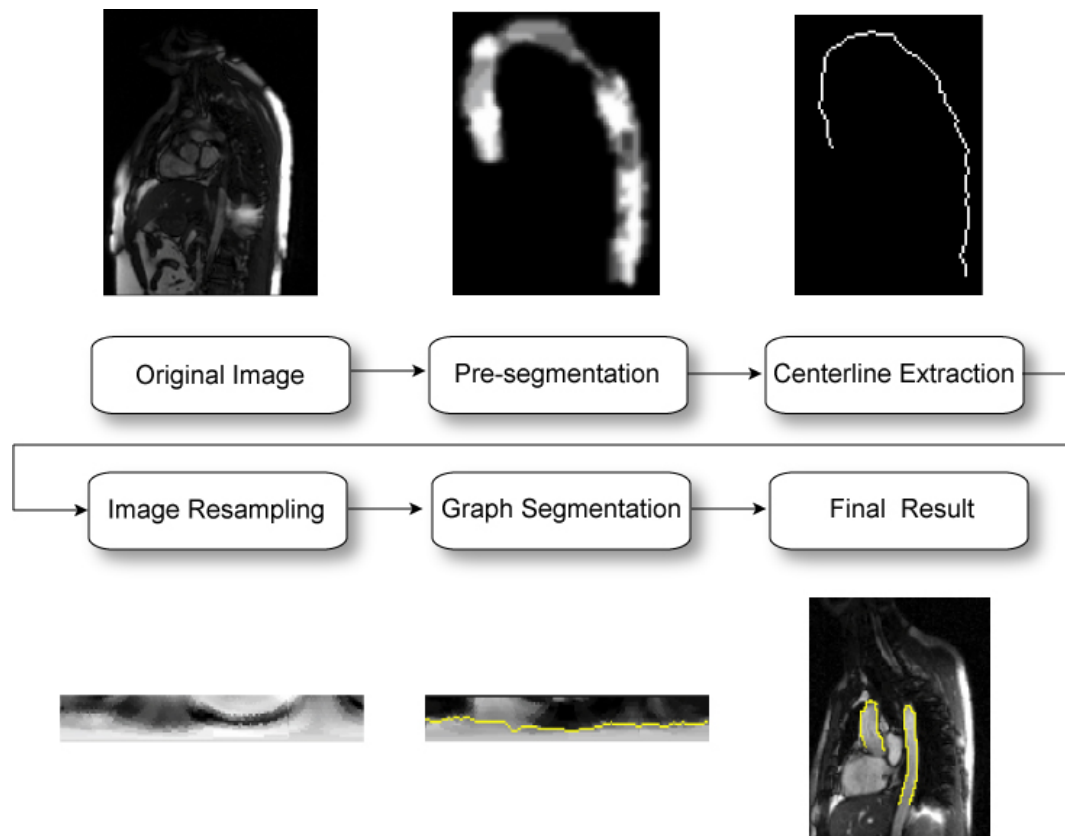 Original Image
Pre-segmentation
Centerline Extraction
Image Resampling
Graph Segmentation
Final Result